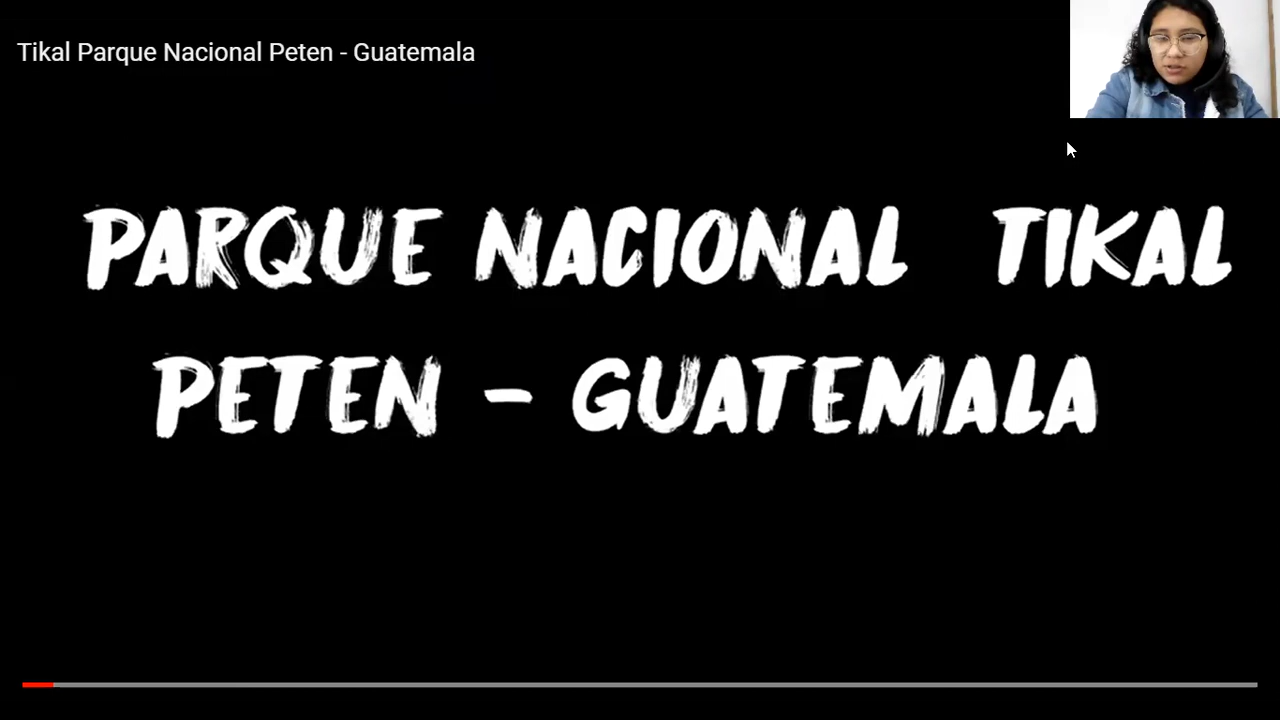 Tikal Parque Nacional Peten - Guatemala
PARQUE NACIONAL TIKAL
PETEN - GUATEMALA